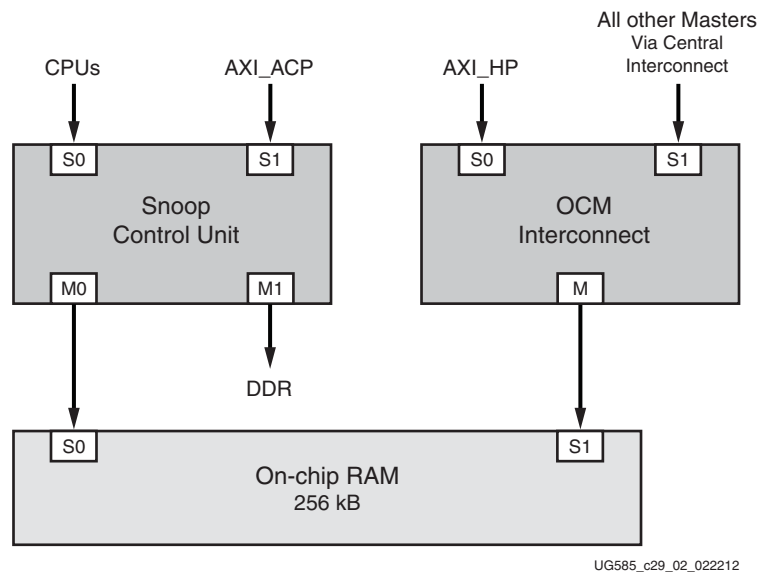 All other Masters
Via Central
Interconnect
CPUs
AXI_ACP
AXI_HP
S0
S1
S0
S1
Snoop
Control Unit
OCM
Interconnect
M0
M1
M
DDR
S0
S1
On-chip RAM
256 kB
UG585_c29_02_022212